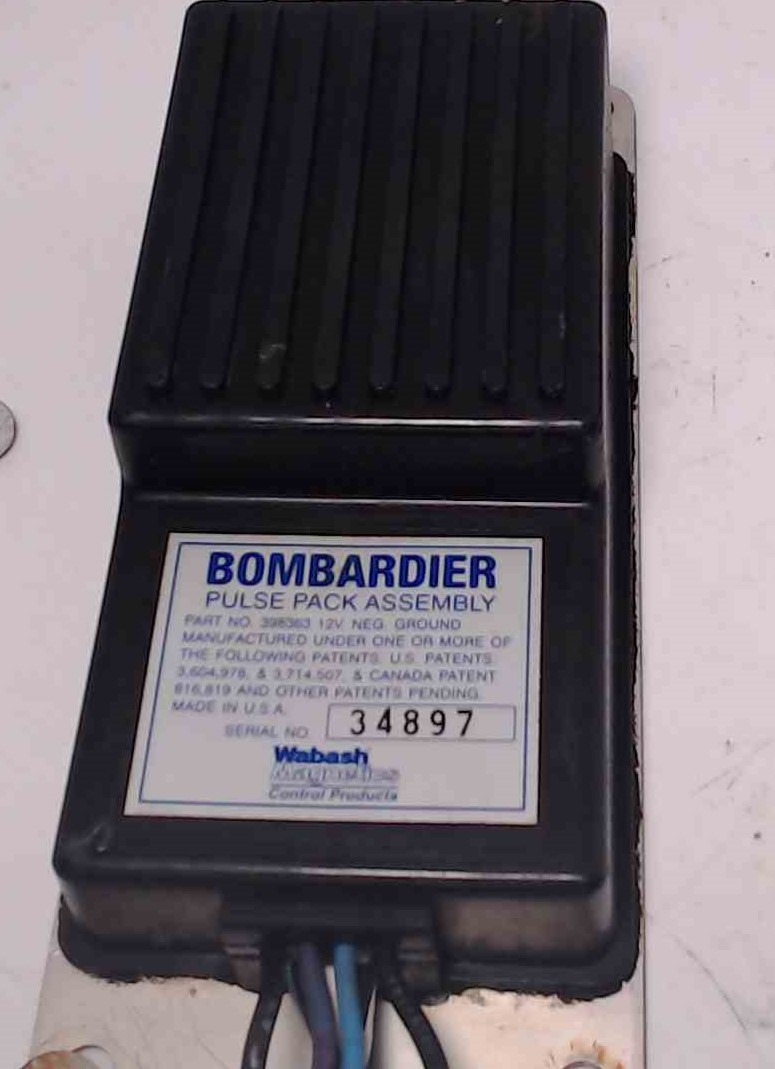 BOMBARDIER
PULSE PACK ASSEMBLY
PART NO. 398363 12V. NEG. GROUND
MANUFACTURED UNDER ONE OR MORE OF
THE FOLLOWING PATENTS. U.S. PATENTS
3,604,978, & 3,714,507, & CANADA PATENT
816,819 AND OTHER PATENTS PENDING.
MADE IN U.S.A.
SERIAL NO. 34897
Wabash
Magnetics
Control Products